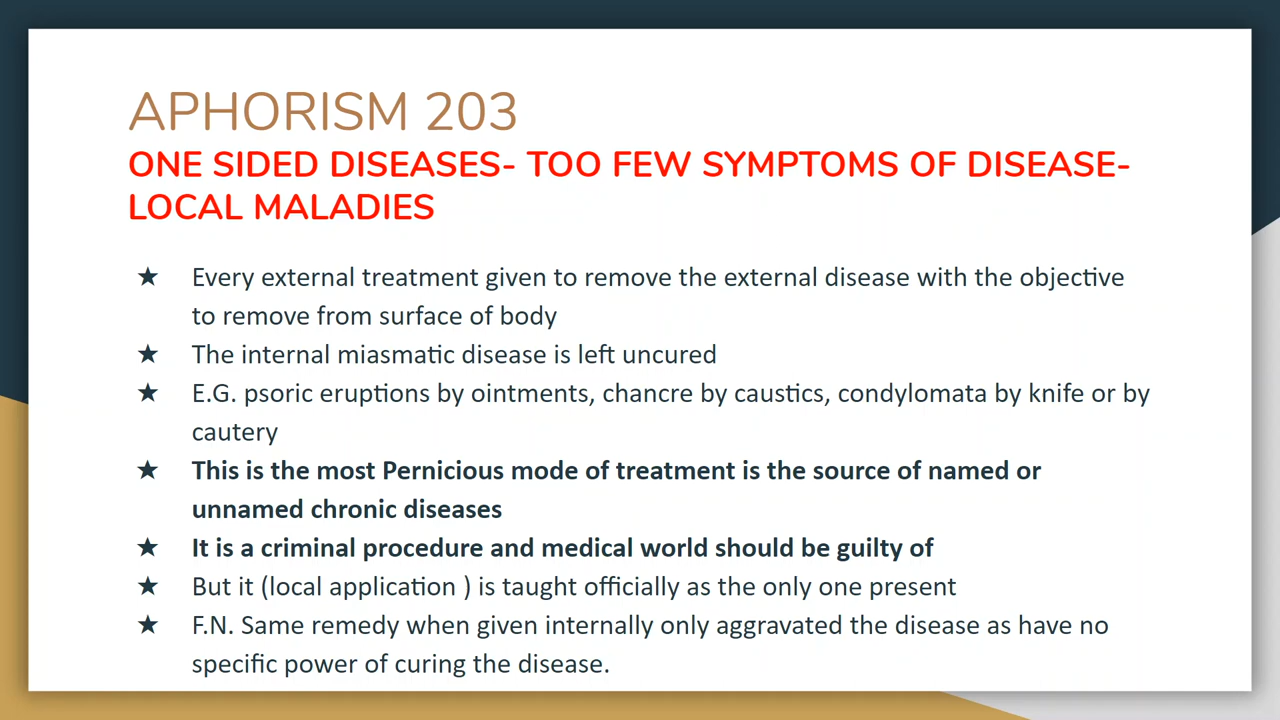 APHORISM 203
ONE SIDED DISEASES- TOO FEW SYMPTOMS OF DISEASE-
LOCAL MALADIES
★ Every external treatment given to remove the external disease with the objective
to remove from surface of body
★ The internal miasmatic disease is left uncured
★ E.G. psoric eruptions by ointments, chancre by caustics, condylomata by knife or by
cautery
★ This is the most Pernicious mode of treatment is the source of named or
unnamed chronic diseases
★ It is a criminal procedure and medical world should be guilty of
★ But it (local application ) is taught officially as the only one present
★ F.N. Same remedy when given internally only aggravated the disease as have no
specific power of curing the disease.